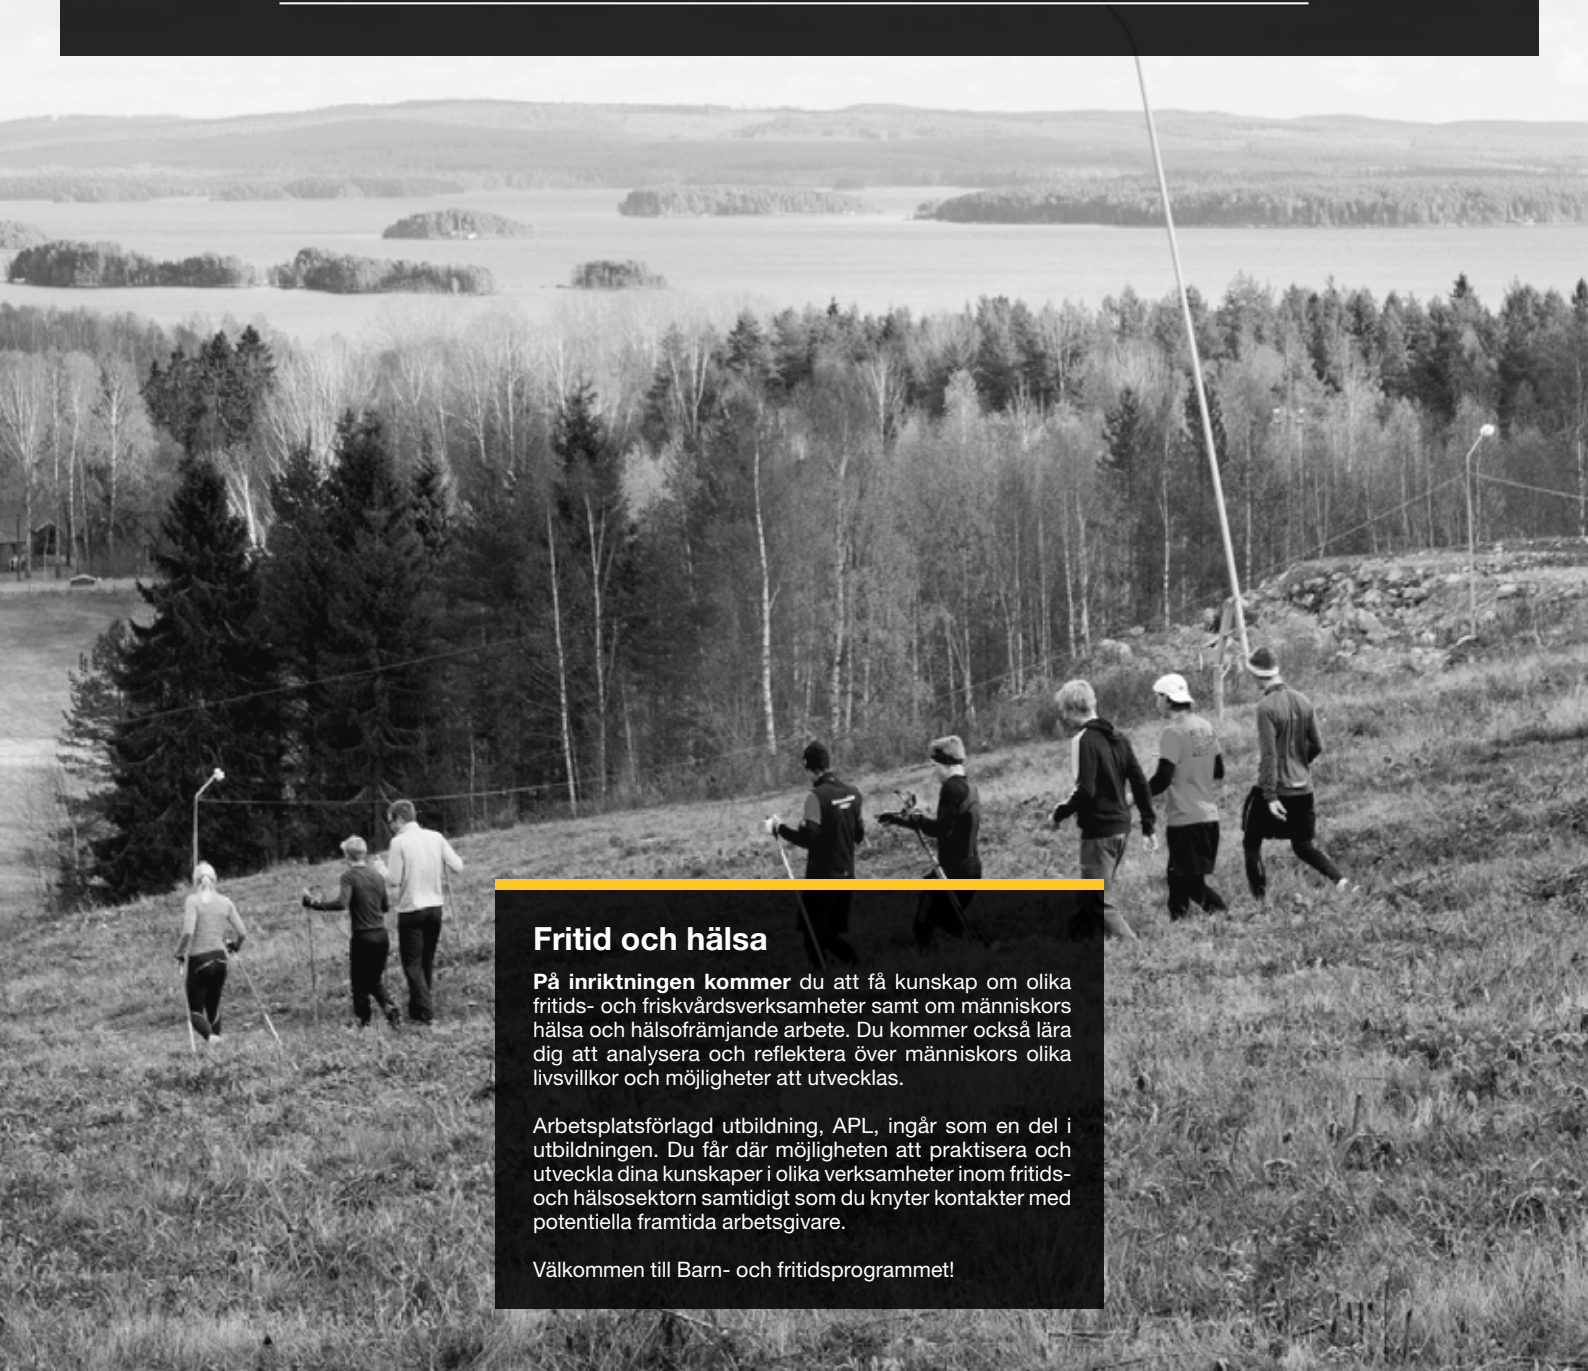 Fritid och hälsa
På inriktningen kommer du att få kunskap om olika
fritids- och friskvårdsverksamheter samt om människors
hälsa och hälsofrämjande arbete. Du kommer också lära
dig att analysera och reflektera över människors olika
livsvillkor och möjligheter att utvecklas.
Arbetsplatsförlagd utbildning, APL, ingår som en del i
utbildningen. Du får där möjligheten att praktisera och
utveckla dina kunskaper i olika verksamheter inom fritids-
och hälsosektorn samtidigt som du knyter kontakter med
potentiella framtida arbetsgivare.
Välkommen till Barn- och fritidsprogrammet!